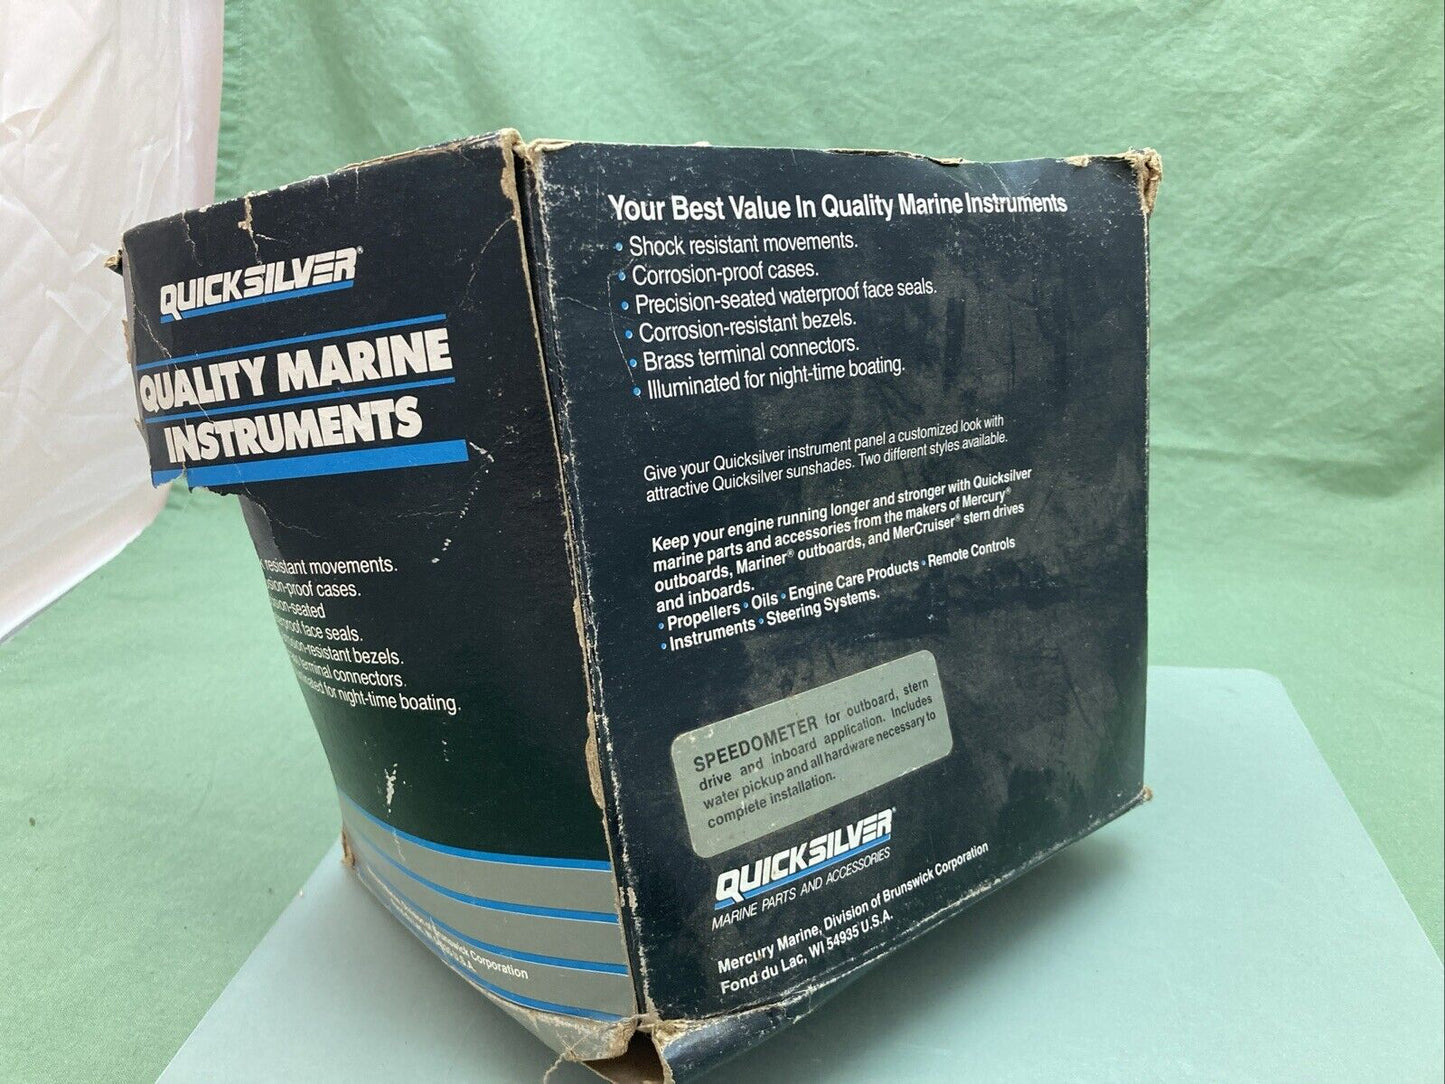 QUICKSILVER®
QUALITY MARINE
INSTRUMENTS
resistant movements.
-proof cases.
-seated
face seals.
-resistant bezels.
terminal connectors.
for night-time boating.
Division of Brunswick Corporation
U.S.A.
Your Best Value In Quality Marine Instruments
• Shock resistant movements.
• Corrosion-proof cases.
• Precision-seated waterproof face seals.
• Corrosion-resistant bezels.
• Brass terminal connectors.
• Illuminated for night-time boating.
Give your Quicksilver instrument panel a customized look with
attractive Quicksilver sunshades. Two different styles available.
Keep your engine running longer and stronger with Quicksilver
marine parts and accessories from the makers of Mercury®
outboards, Mariner® outboards, and MerCruiser® stern drives
and inboards.
• Propellers • Oils • Engine Care Products • Remote Controls
• Instruments • Steering Systems.
SPEEDOMETER for outboard, stern
drive and inboard application. Includes
water pickup and all hardware necessary to
complete installation.
QUICKSILVER®
MARINE PARTS AND ACCESSORIES
Mercury Marine, Division of Brunswick Corporation
Fond du Lac, WI 54935 U.S.A.